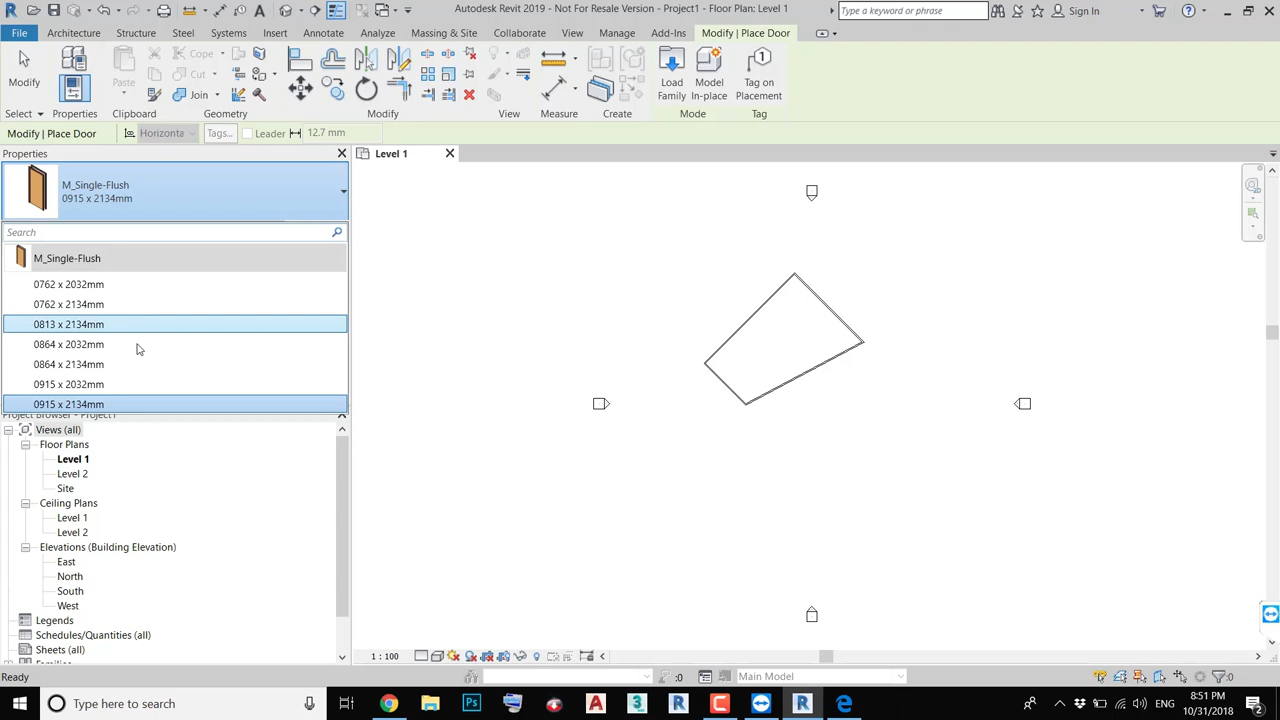 Autodesk Revit 2019 - Not For Resale Version - Project1 - Floor Plan: Level 1
Type a keyword or phrase
Sign In
File
Architecture
Structure
Steel
Systems
Insert
Annotate
Analyze
Massing & Site
Collaborate
View
Manage
Add-Ins
Modify | Place Door
Modify
Paste
Cope
Cut
Join
Load Family
Model In-place
Tag on Placement
Select
Properties
Clipboard
Geometry
Modify
View
Measure
Create
Mode
Tag
Modify | Place Door
Horizonta
Tags...
Leader
12.7 mm
Properties
Level 1
M_Single-Flush
0915 x 2134mm
Search
M_Single-Flush
0762 x 2032mm
0762 x 2134mm
0813 x 2134mm
0864 x 2032mm
0864 x 2134mm
0915 x 2032mm
0915 x 2134mm
Project Browser - Project1
Views (all)
Floor Plans
Level 1
Level 2
Site
Ceiling Plans
Level 1
Level 2
Elevations (Building Elevation)
East
North
South
West
Legends
Schedules/Quantities (all)
Sheets (all)
Families
1 : 100
Ready
:0
Main Model
:0
Type here to search
ENG
8:51 PM
10/31/2018